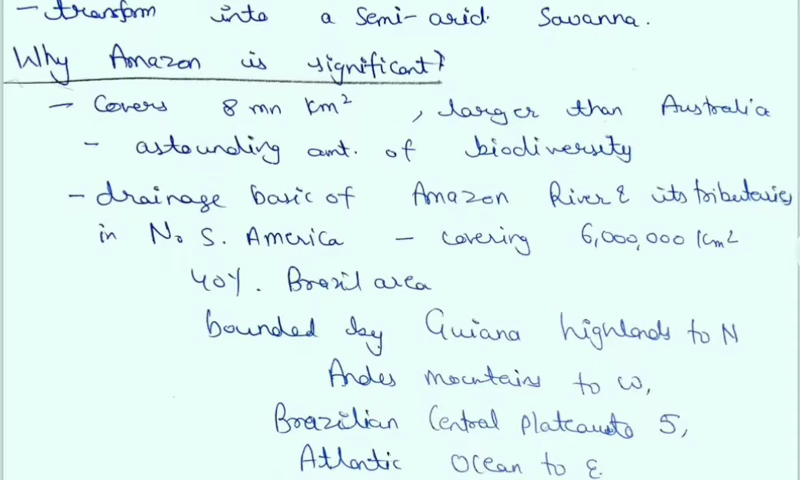 - transform into a semi-arid Savanna.
Why Amazon is significant?
- Covers 8 mn km², larger than Australia
- astounding amt. of biodiversity
- drainage basic of Amazon River & its tributaries
in No S. America - covering 6,000,000 km2
40%. Brazil area
bounded by Guiana highlands to N
Andes mountains to W,
Brazilian Central plateau to S,
Atlantic Ocean to E